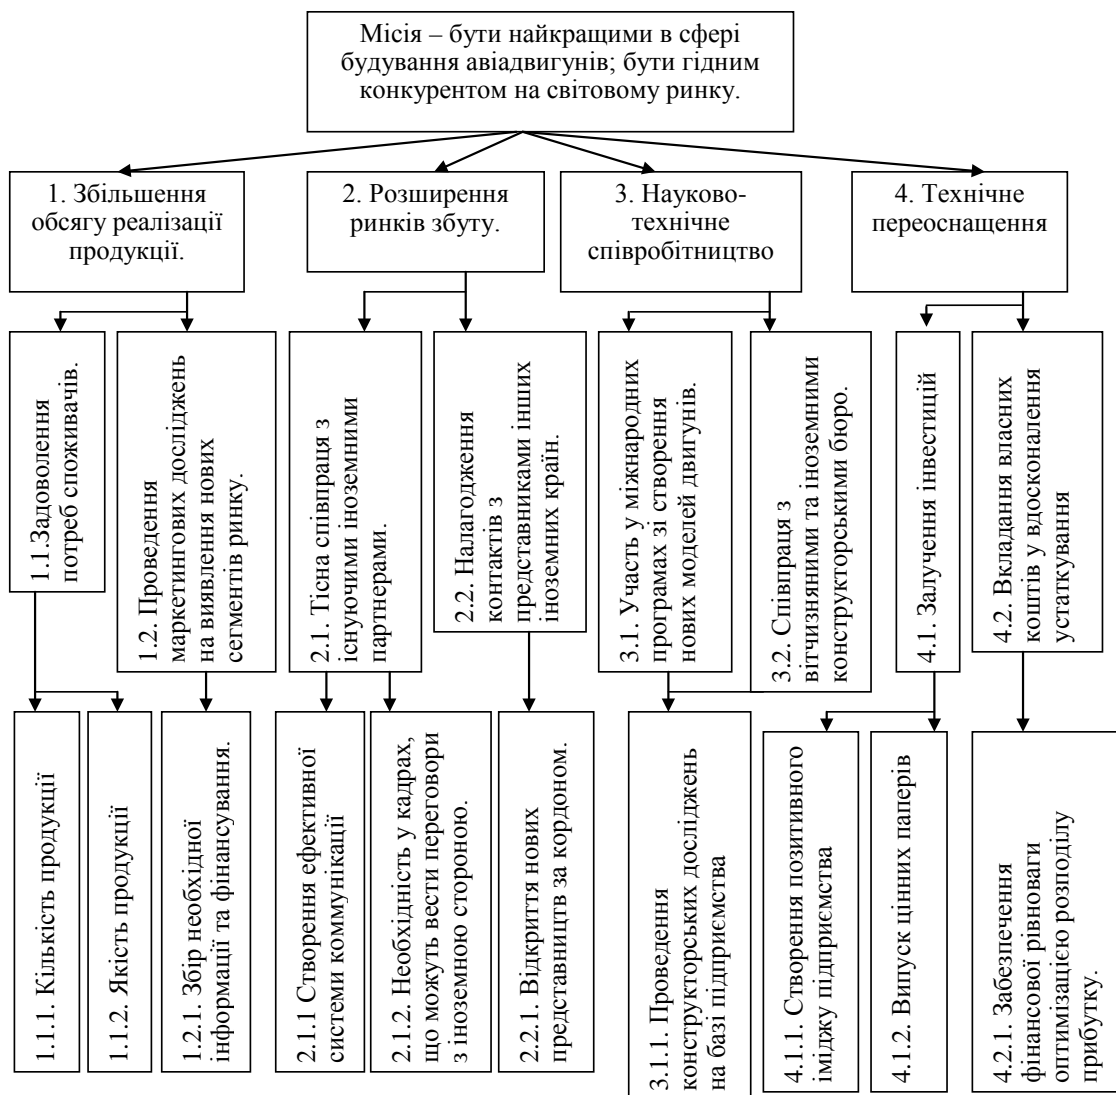 Місія – бути найкращими в сфері
будування авіадвигунів; бути гідним
конкурентом на світовому ринку.
1. Збільшення
обсягу реалізації
продукції.
2. Розширення
ринків збуту.
3. Науково-
технічне
співробітництво
4. Технічне
переоснащення
1.1.Задоволення
потреб споживачів.
1.2. Проведення
маркетингових досліджень
на виявлення нових
сегментів ринку.
2.1. Тісна співпраця з
існуючими іноземними
партнерами.
2.2. Налагодження
контактів з
представниками інших
іноземних країн.
3.1. Участь у міжнародних
програмах зі створення
нових моделей двигунів.
3.2. Співпраця з
вітчизняними та іноземними
конструкторськими бюро.
4.1. Залучення інвестицій
4.2. Вкладання власних
коштів у вдосконалення
устаткування
1.1.1. Кількість продукції
1.1.2. Якість продукції
1.2.1. Збір необхідної
інформації та фінансування.
2.1.1 Створення ефективної
системи коммунікації
2.1.2. Необхідність у кадрах,
що можуть вести переговори
з іноземною стороною.
2.2.1. Відкриття нових
представництв за кордоном.
3.1.1. Проведення
конструкторських дослджень
на базі підприємства
4.1.1. Створення позитивного
іміджу підприємства
4.1.2. Випуск цінних паперів
4.2.1. Забезпечення
фінансової рівноваги
оптимізацією розподілу
прибутку.